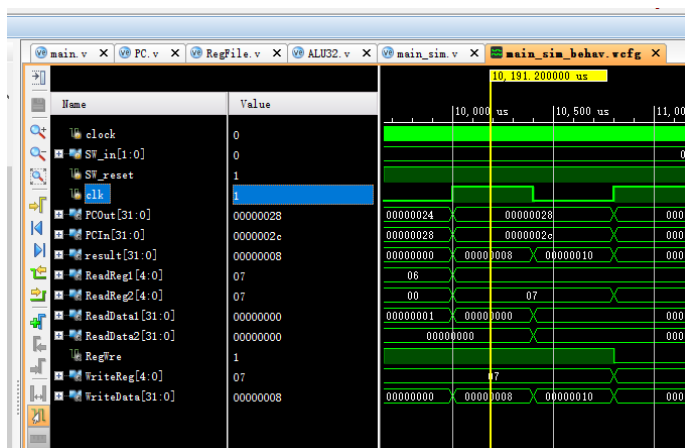 main.v X PC.v X RegFile.v X ALU32.v X main_sim.v X main_sim_behav.wcfg X
10,191.200000 us
Name Value
10,000 us 10,500 us 11,00
clock 0
SW_in[1:0] 0 0
SW_reset 1
clk 1
PCOut[31:0] 00000028 00000024 00000028 000
PCIn[31:0] 0000002c 00000028 0000002c 000
result[31:0] 00000008 00000000 00000008 00000010 000
ReadReg1[4:0] 07 06
ReadReg2[4:0] 07 00 07
ReadData1[31:0] 00000000 00000001 00000000 000
ReadData2[31:0] 00000000 00000000 000
RegWre 1
WriteReg[4:0] 07 07
WriteData[31:0] 00000008 00000000 00000008 00000010 000